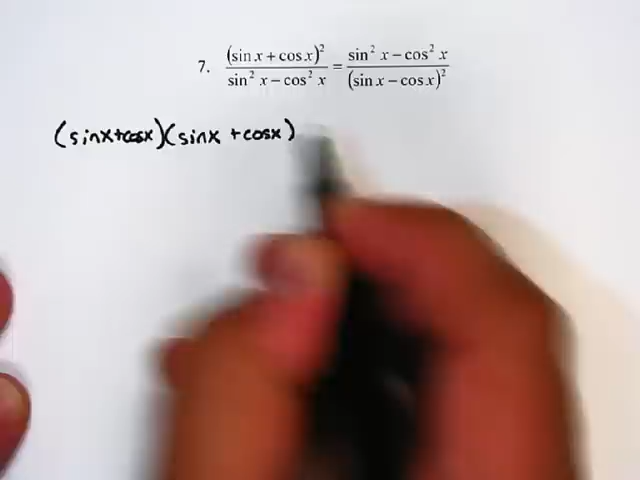 7. (sin x + cos x)² / (sin² x − cos² x) = (sin² x − cos² x) / (sin x − cos x)²
(sinx+cosx)(sinx +cosx)